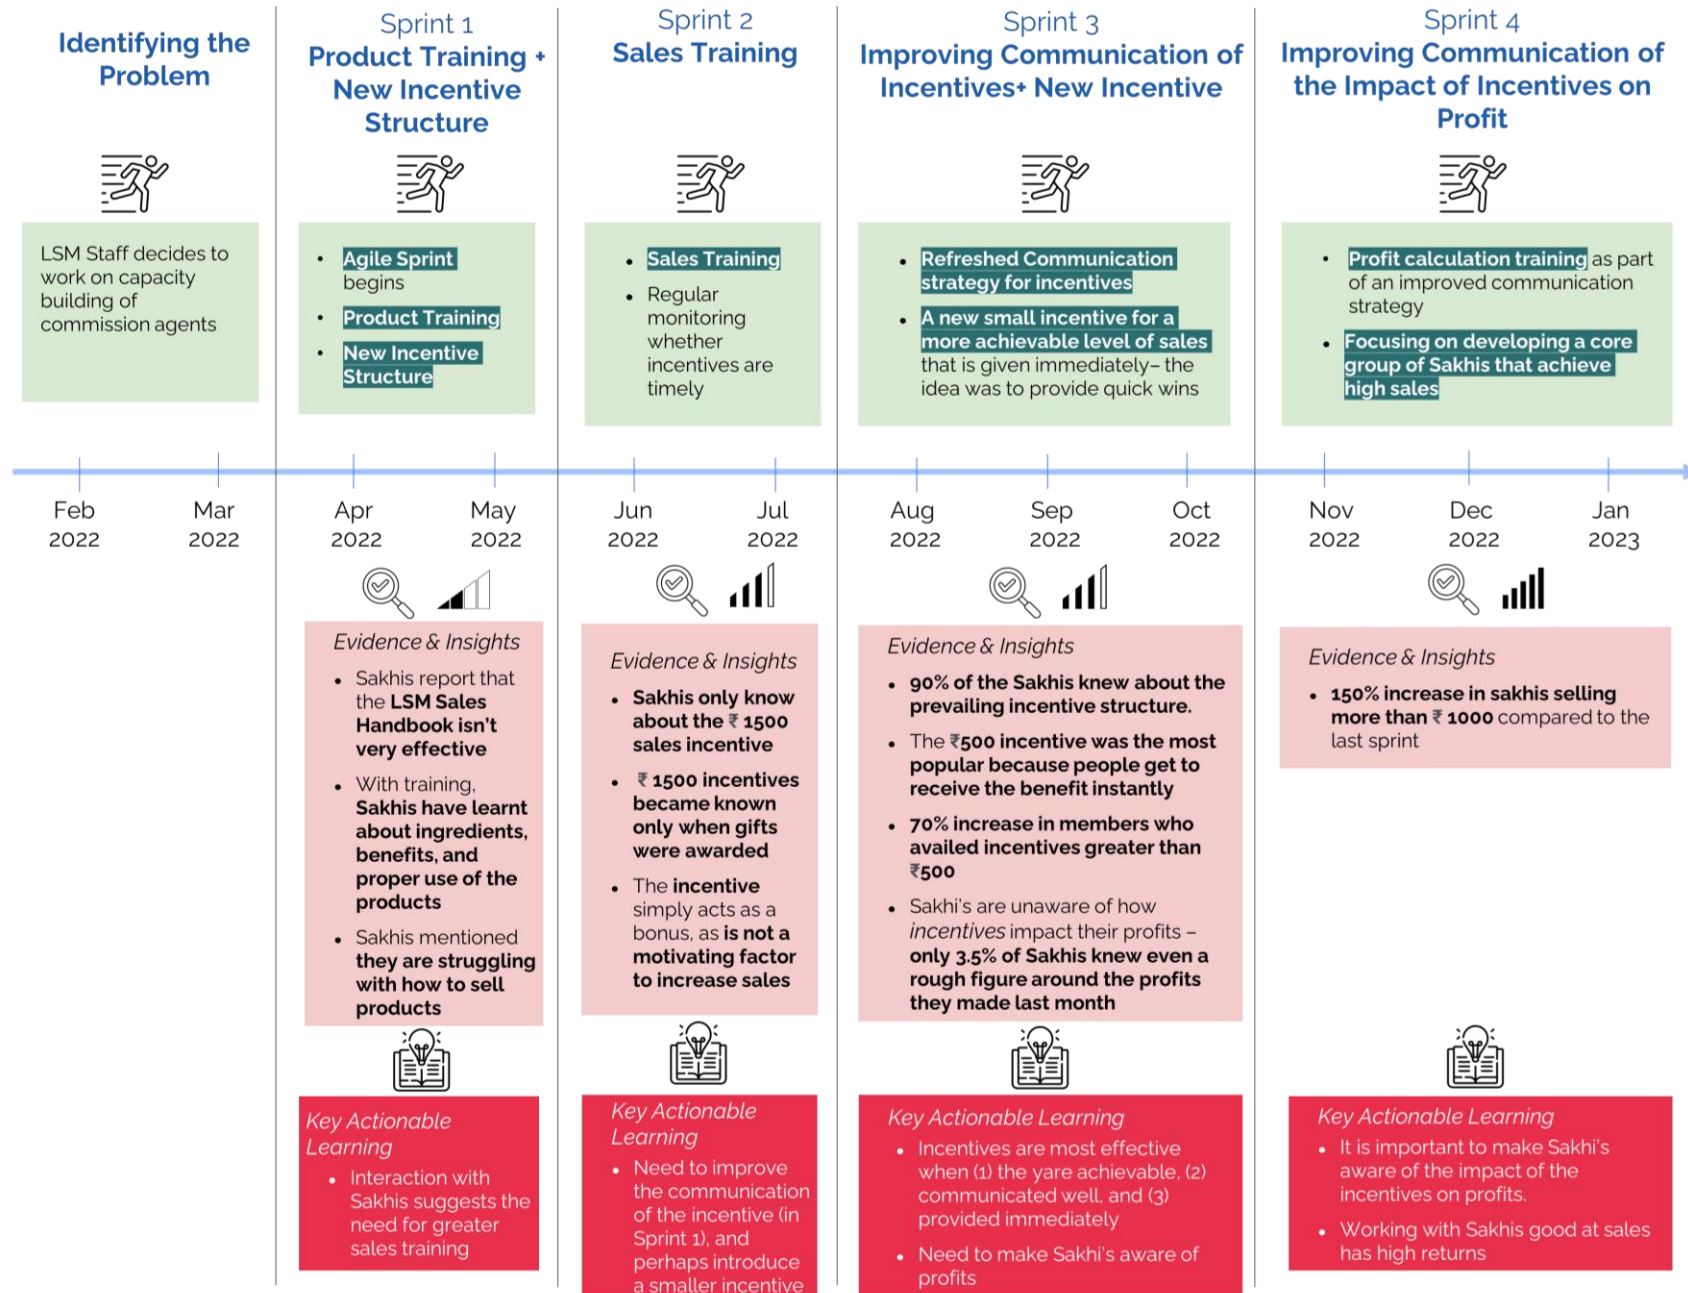 Identifying the
Problem
LSM Staff decides to
work on capacity
building of
commission agents
Sprint 1
Product Training +
New Incentive
Structure
• Agile Sprint
begins
• Product Training
• New Incentive
Structure
Sprint 2
Sales Training
• Sales Training
• Regular
monitoring
whether
incentives are
timely
Sprint 3
Improving Communication of
Incentives+ New Incentive
• Refreshed Communication
strategy for incentives
• A new small incentive for a
more achievable level of sales
that is given immediately– the
idea was to provide quick wins
Sprint 4
Improving Communication of
the Impact of Incentives on
Profit
• Profit calculation training as part
of an improved communication
strategy
• Focusing on developing a core
group of Sakhis that achieve
high sales
Feb
2022
Mar
2022
Apr
2022
May
2022
Jun
2022
Jul
2022
Aug
2022
Sep
2022
Oct
2022
Nov
2022
Dec
2022
Jan
2023
Evidence & Insights
• Sakhis report that
the LSM Sales
Handbook isn't
very effective
• With training,
Sakhis have learnt
about ingredients,
benefits, and
proper use of the
products
• Sakhis mentioned
they are struggling
with how to sell
products
Evidence & Insights
• Sakhis only know
about the ₹ 1500
sales incentive
• ₹ 1500 incentives
became known
only when gifts
were awarded
• The incentive
simply acts as a
bonus, as is not a
motivating factor
to increase sales
Evidence & Insights
• 90% of the Sakhis knew about the
prevailing incentive structure.
• The ₹500 incentive was the most
popular because people get to
receive the benefit instantly
• 70% increase in members who
availed incentives greater than
₹500
• Sakhi's are unaware of how
incentives impact their profits –
only 3.5% of Sakhis knew even a
rough figure around the profits
they made last month
Evidence & Insights
• 150% increase in sakhis selling
more than ₹ 1000 compared to the
last sprint
Key Actionable
Learning
• Interaction with
Sakhis suggests the
need for greater
sales training
Key Actionable
Learning
• Need to improve
the communication
of the incentive (in
Sprint 1), and
perhaps introduce
a smaller incentive
Key Actionable Learning
• Incentives are most effective
when (1) the yare achievable, (2)
communicated well, and (3)
provided immediately
• Need to make Sakhi's aware of
profits
Key Actionable Learning
• It is important to make Sakhi's
aware of the impact of the
incentives on profits.
• Working with Sakhis good at sales
has high returns